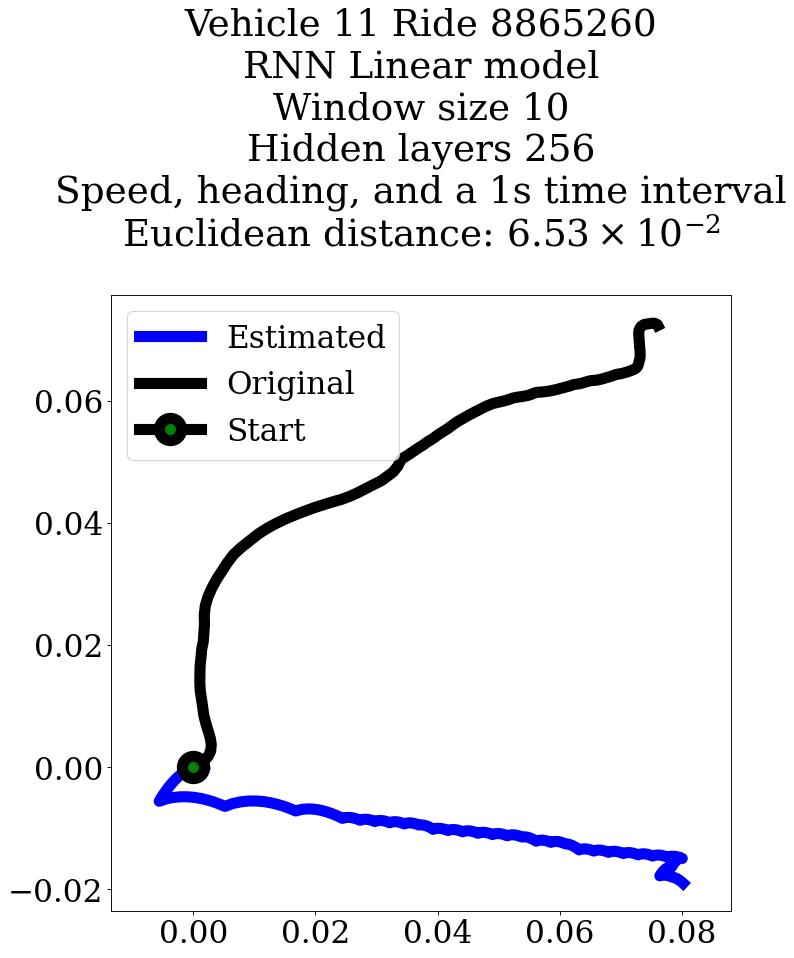 Vehicle 11 Ride 8865260
RNN Linear model
Window size 10
Hidden layers 256
Speed, heading, and a 1s time interval
Euclidean distance: 6.53 × 10⁻²
Estimated
Original
Start
0.06
0.04
0.02
0.00
−0.02
0.00 0.02 0.04 0.06 0.08